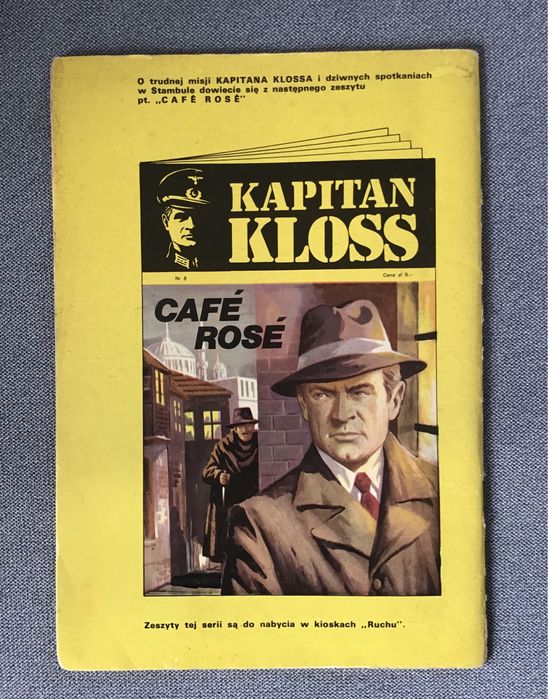 O trudnej misji KAPITANA KLOSSA i dziwnych spotkaniach
w Stambule dowiecie się z następnego zeszytu
pt. „CAFÉ ROSÉ"
KAPITAN
KLOSS
Nr 8
Cena zł 8.—
CAFÉ
ROSÉ
Zeszyty tej serii są do nabycia w kioskach „Ruchu".